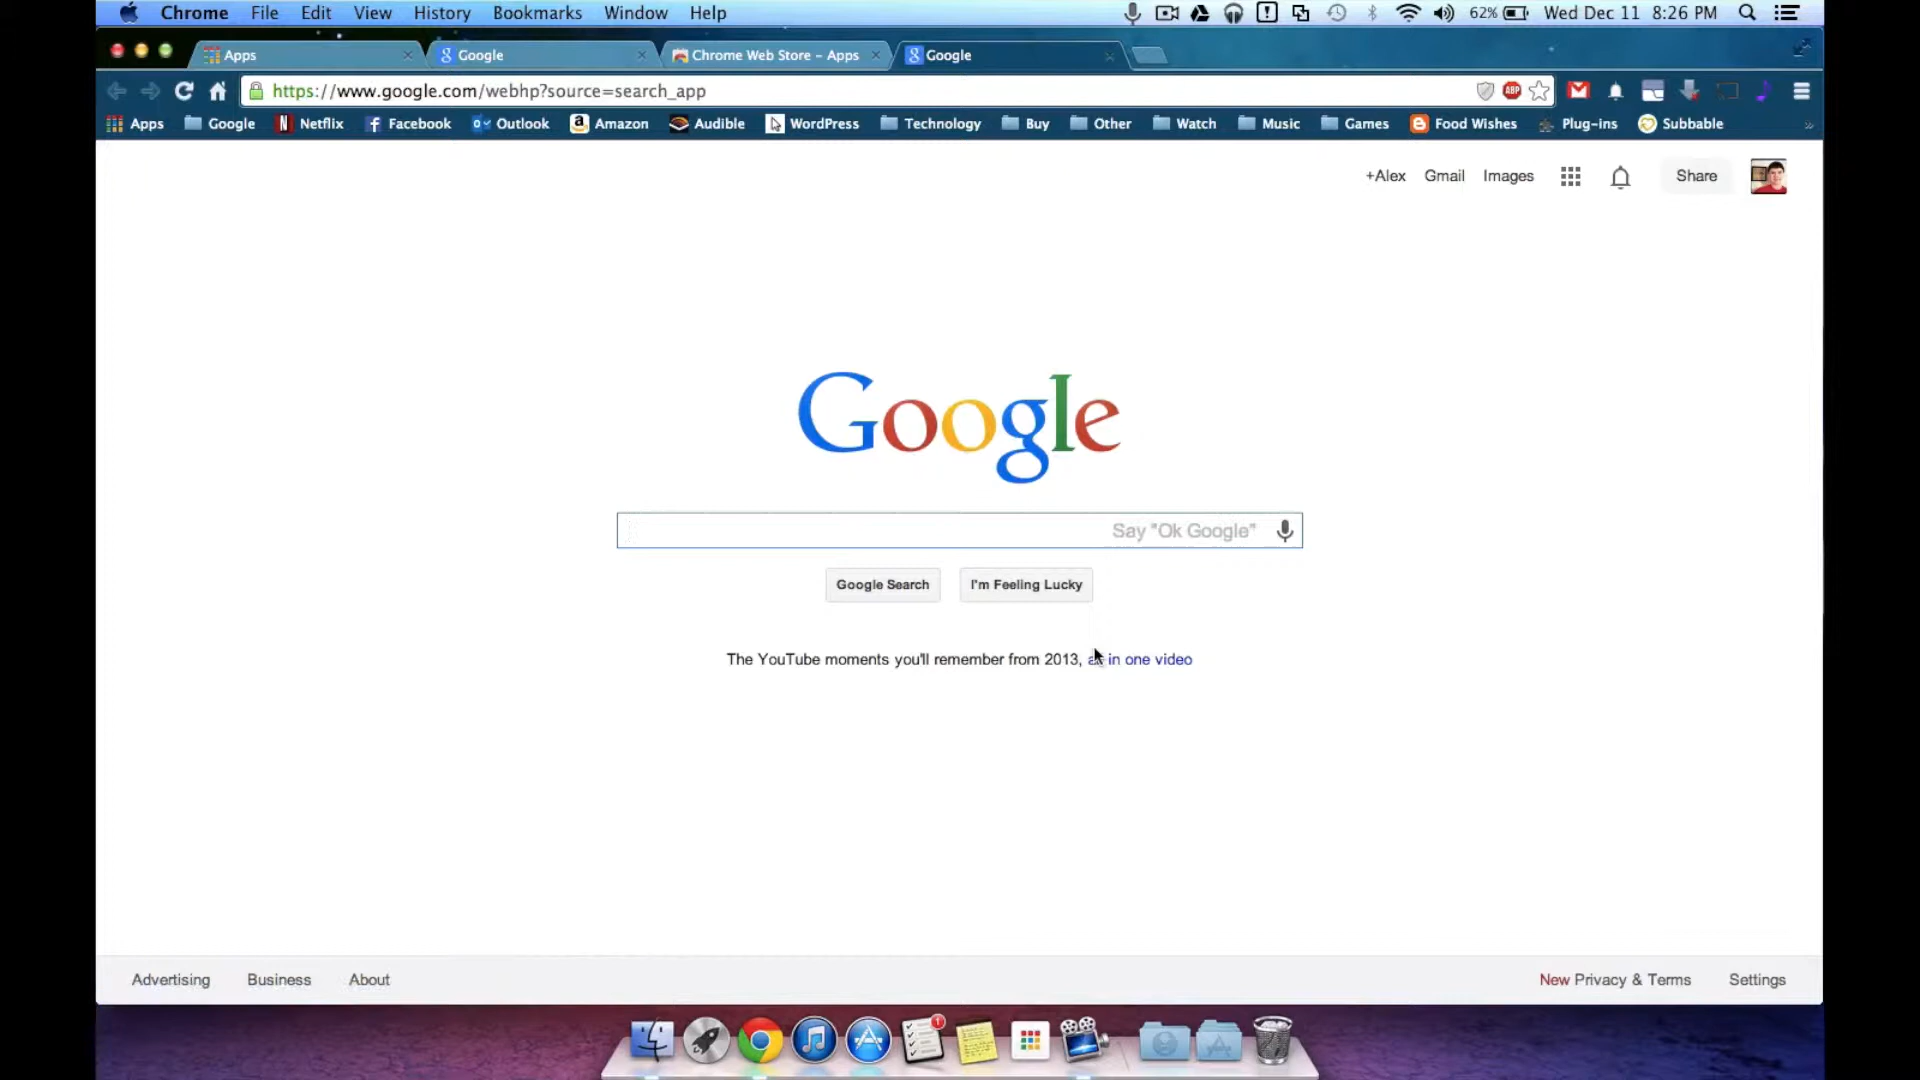 Chrome File Edit View History Bookmarks Window Help 62% Wed Dec 11 8:26 PM
Apps Google Chrome Web Store - Apps Google
https://www.google.com/webhp?source=search_app ABP
Apps Google Netflix Facebook Outlook Amazon Audible WordPress Technology Buy Other Watch Music Games Food Wishes Plug-ins Subbable »
+Alex Gmail Images Share
Google
Say "Ok Google"
Google Search I'm Feeling Lucky
The YouTube moments you'll remember from 2013, in one video
Advertising Business About New Privacy & Terms Settings
1